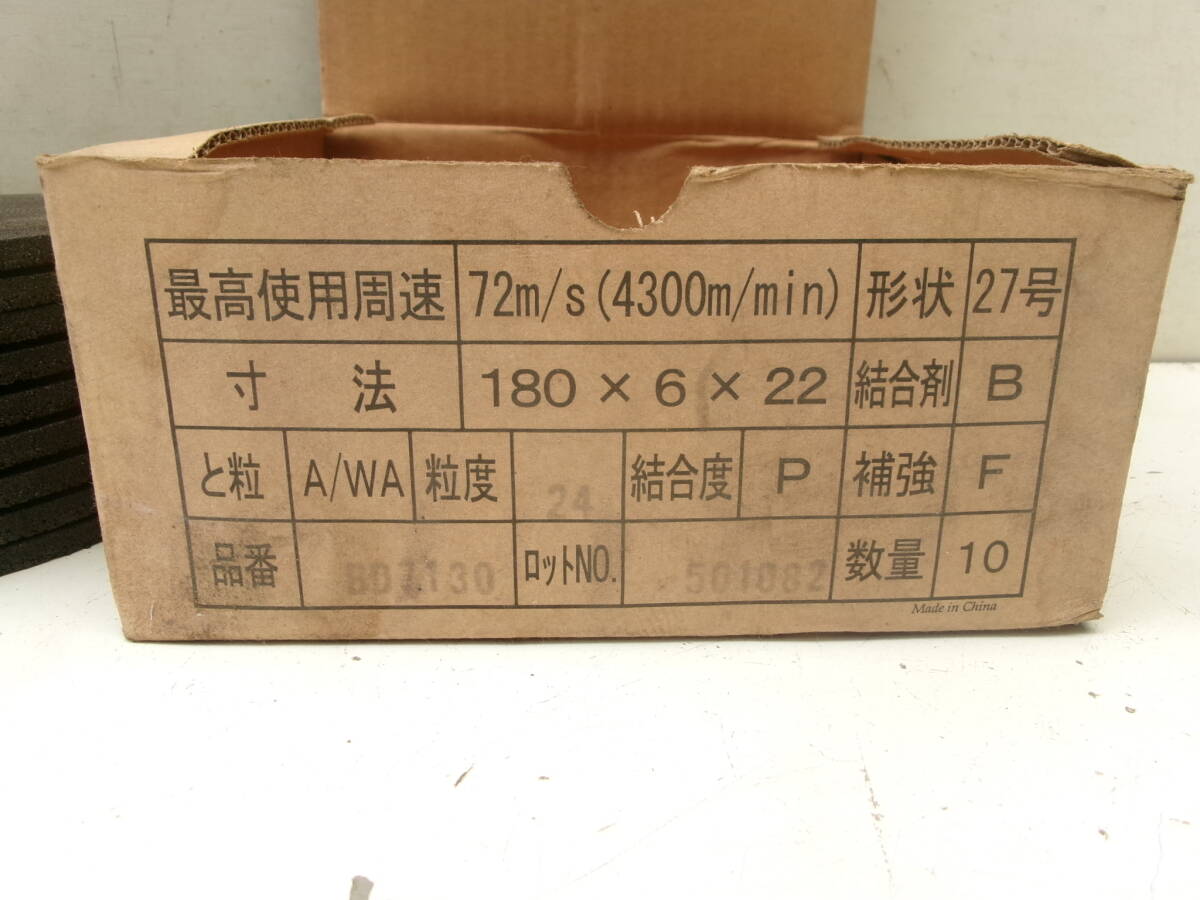 最高使用周速 72m/s(4300m/min) 形状 27号
寸法 180×6×22 結合剤 B
と粒 A/WA 粒度 24 結合度 P 補強 F
品番 BD7130 ロットNO. 501082 数量 10
Made in China